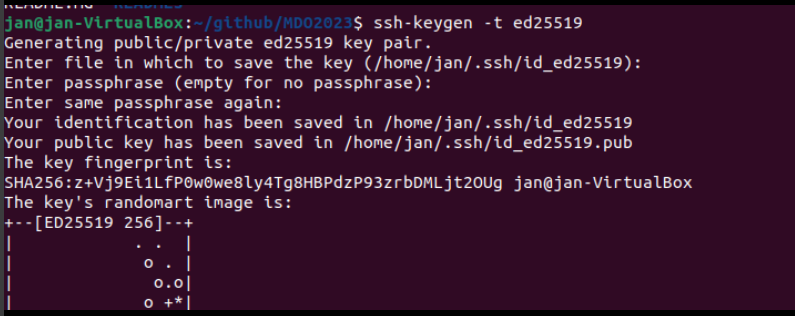 README.md READMES
jan@jan-VirtualBox:~/github/MDO2023$ ssh-keygen -t ed25519
Generating public/private ed25519 key pair.
Enter file in which to save the key (/home/jan/.ssh/id_ed25519):
Enter passphrase (empty for no passphrase):
Enter same passphrase again:
Your identification has been saved in /home/jan/.ssh/id_ed25519
Your public key has been saved in /home/jan/.ssh/id_ed25519.pub
The key fingerprint is:
SHA256:z+Vj9Ei1LfP0w0we8ly4Tg8HBPdzP93zrbDMLjt2OUg jan@jan-VirtualBox
The key's randomart image is:
+--[ED25519 256]--+
|             . .  |
|              o . |
|               o.o|
|              o +*|